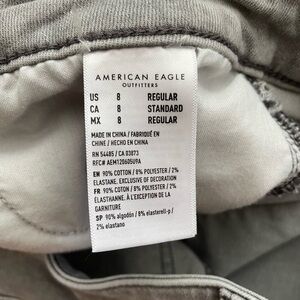 AMERICAN EAGLE
OUTFITTERS
US 8 REGULAR
CA 8 STANDARD
MX 8 REGULAR
MADE IN CHINA / FABRIQUÉ EN
CHINE / HECHO EN CHINA
RN 54485 / CA 03073
RFC# AEM120605U9A
EN 90% COTTON / 8% POLYESTER / 2%
ELASTANE. EXCLUSIVE OF DECORATION
FR 90% COTON / 8% POLYESTER / 2%
ÉLASTHANNE. À L'EXCEPTION DE LA
GARNITURE
SP 90% algodón / 8% elasterell-p /
2% elastano